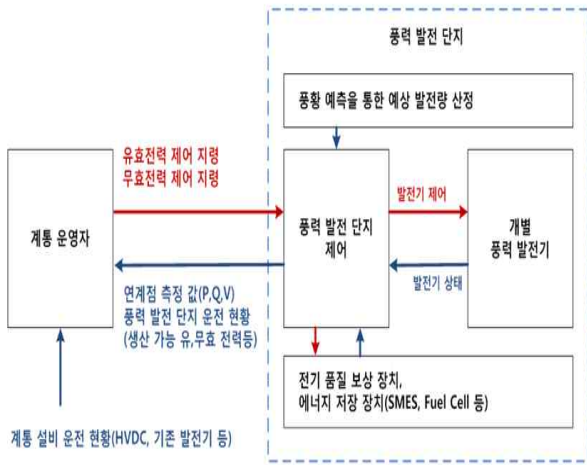 풍력 발전 단지
풍황 예측을 통한 예상 발전량 산정
유효전력 제어 지령
무효전력 제어 지령
계통 운영자
풍력 발전 단지
제어
발전기 제어
발전기 상태
개별
풍력 발전기
연계점 측정 값(P,Q,V)
풍력 발전 단지 운전 현황
(생산 가능 유,무효 전력등)
전기 품질 보상 장치,
에너지 저장 장치(SMES, Fuel Cell 등)
계통 설비 운전 현황(HVDC, 기존 발전기 등)